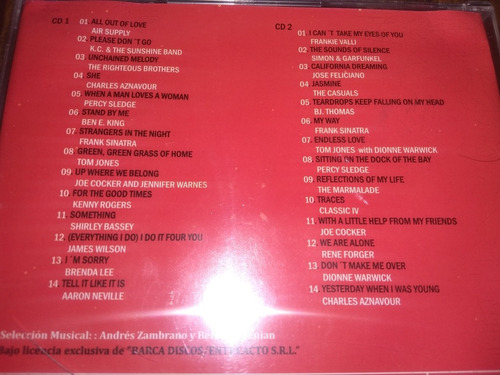 CD 1
01 ALL OUT OF LOVE
AIR SUPPLY
02 PLEASE DON´T GO
K.C. & THE SUNSHINE BAND
03 UNCHAINED MELODY
THE RIGHTEOUS BROTHERS
04 SHE
CHARLES AZNAVOUR
05 WHEN A MAN LOVES A WOMAN
PERCY SLEDGE
06 STAND BY ME
BEN E. KING
07. STRANGERS IN THE NIGHT
FRANK SINATRA
08 GREEN, GREEN GRASS OF HOME
TOM JONES
09 UP WHERE WE BELONG
JOE COCKER AND JENNIFER WARNES
10 FOR THE GOOD TIMES
KENNY ROGERS
11 SOMETHING
SHIRLEY BASSEY
12. (EVERYTHING I DO) I DO IT FOUR YOU
JAMES WILSON
13 I´M SORRY
BRENDA LEE
14 TELL IT LIKE IT IS
AARON NEVILLE
CD 2
01 I CAN´T TAKE MY EYES OF YOU
FRANKIE VALLI
02 THE SOUNDS OF SILENCE
SIMON & GARFUNKEL
03 CALIFORNIA DREAMING
JOSE FELICIANO
04. JASMINE
THE CASUALS
05 TEARDROPS KEEP FALLING ON MY HEAD
BJ. THOMAS
06 MY WAY
FRANK SINATRA
07 ENDLESS LOVE
TOM JONES with DIONNE WARWICK
08 SITTING ON THE DOCK OF THE BAY
PERCY SLEDGE
09 REFLECTIONS OF MY LIFE
THE MARMALADE
10 TRACES
CLASSIC IV
11 WITH A LITTLE HELP FROM MY FRIENDS
JOE COCKER
12 WE ARE ALONE
RENE FORGER
13 DON´T MAKE ME OVER
DIONNE WARWICK
14 YESTERDAY WHEN I WAS YOUNG
CHARLES AZNAVOUR
Selección Musical: : Andrés Zambrano y
Bajo licencia exclusiva de "BARCA DISCOS S.R.L."